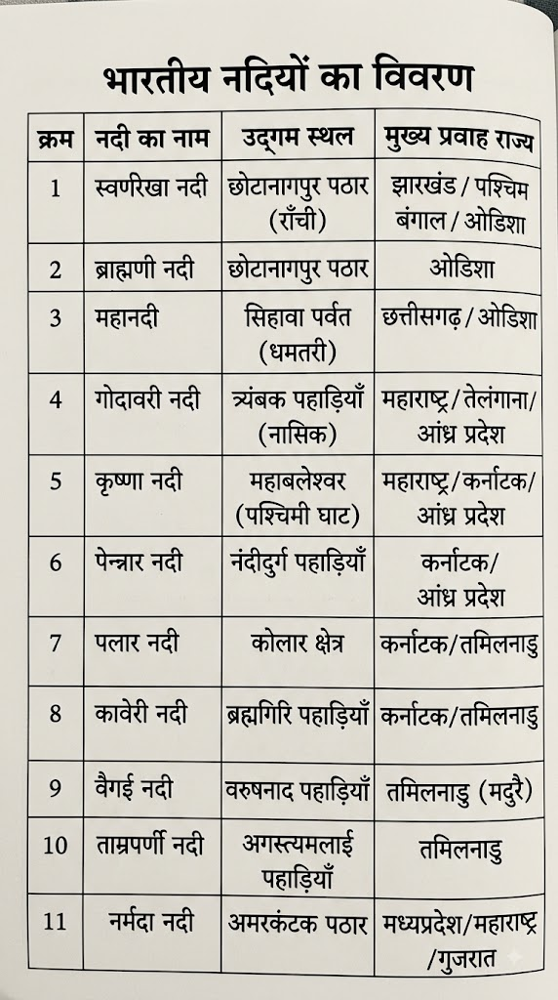 भारतीय नदियों का विवरण
क्रम नदी का नाम उद्गम स्थल मुख्य प्रवाह राज्य
1 स्वर्णरेखा नदी छोटानागपुर पठार झारखंड / पश्चिम
(राँची) बंगाल / ओडिशा
2 ब्राह्मणी नदी छोटानागपुर पठार ओडिशा
3 महानदी सिहावा पर्वत छत्तीसगढ़ / ओडिशा
(धमतरी)
4 गोदावरी नदी त्र्यंबक पहाड़ियाँ महाराष्ट्र / तेलंगाना/
(नासिक) आंध्र प्रदेश
5 कृष्णा नदी महाबलेश्वर महाराष्ट्र/कर्नाटक/
(पश्चिमी घाट) आंध्र प्रदेश
6 पेन्नार नदी नंदीदुर्ग पहाड़ियाँ कर्नाटक/
आंध्र प्रदेश
7 पलार नदी कोलार क्षेत्र कर्नाटक/तमिलनाडु
8 कावेरी नदी ब्रह्मगिरि पहाड़ियाँ कर्नाटक/तमिलनाडु
9 वैगई नदी वरुषनाद पहाड़ियाँ तमिलनाडु (मदुरै)
10 ताम्रपर्णी नदी अगस्त्यमलाई तमिलनाडु
पहाड़ियाँ
11 नर्मदा नदी अमरकंटक पठार मध्यप्रदेश/महाराष्ट्र
/गुजरात